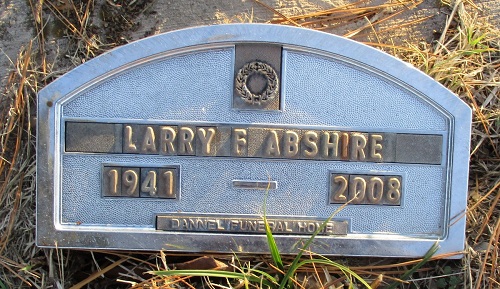 LARRY E ABSHIRE
1941 2008
DANNEL FUNERAL HOME